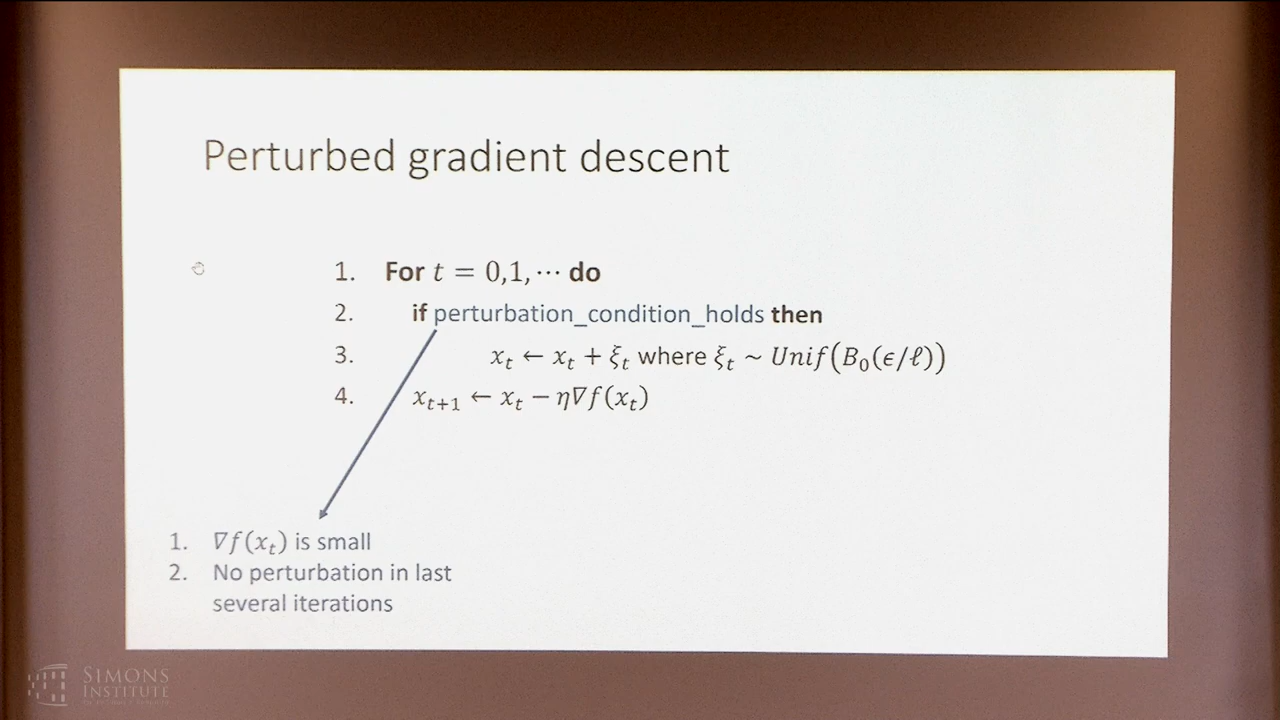 Perturbed gradient descent
1. For t = 0,1,⋯ do
2. if perturbation_condition_holds then
3. x_t ← x_t + ξ_t where ξ_t ~ Unif(B_0(ϵ/ℓ))
4. x_{t+1} ← x_t − η∇f(x_t)
1. ∇f(x_t) is small
2. No perturbation in last
several iterations
SIMONS
INSTITUTE